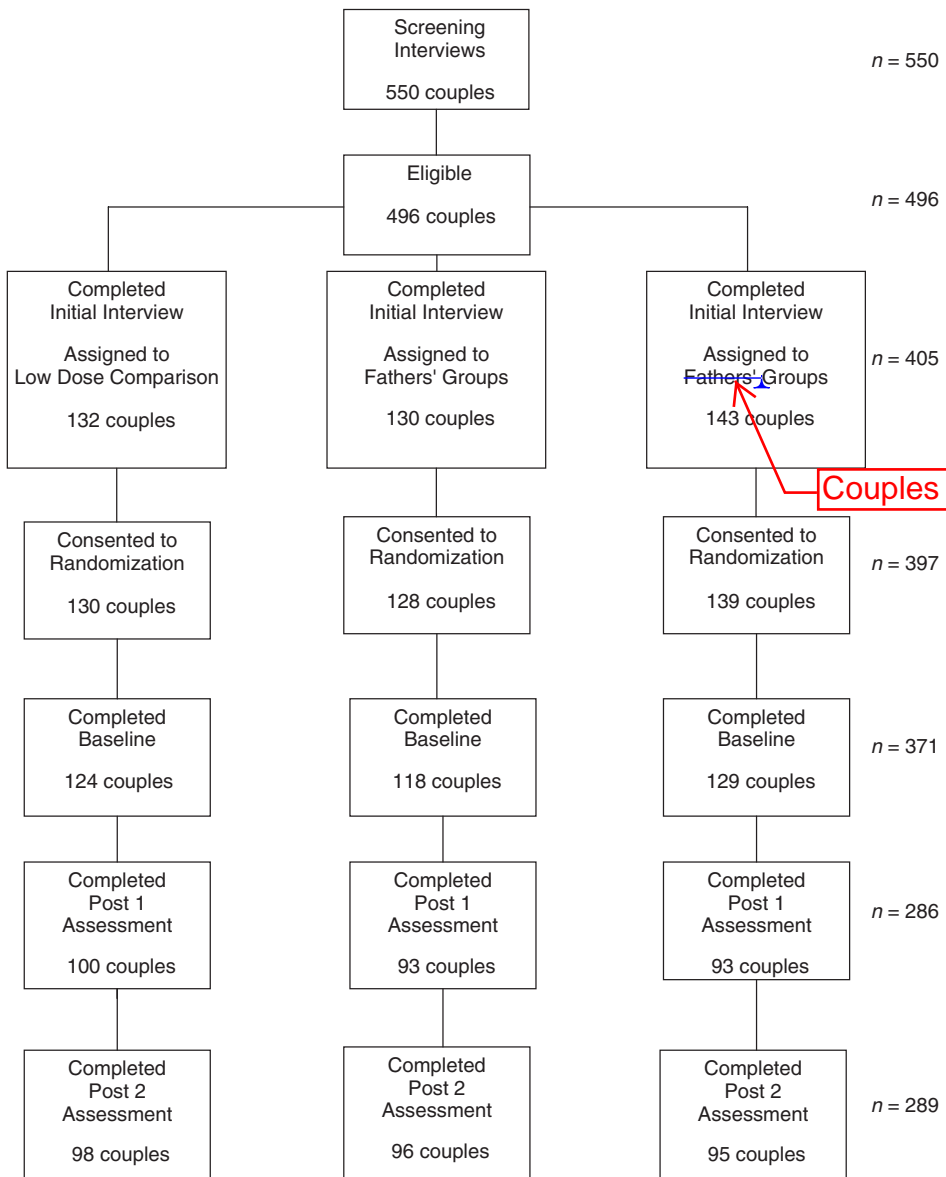 Screening
Interviews
550 couples
n = 550
Eligible
496 couples
n = 496
Completed
Initial Interview
Assigned to
Low Dose Comparison
132 couples
Completed
Initial Interview
Assigned to
Fathers' Groups
130 couples
Completed
Initial Interview
Assigned to
Fathers' Groups
143 couples
n = 405
Couples
Consented to
Randomization
130 couples
Consented to
Randomization
128 couples
Consented to
Randomization
139 couples
n = 397
Completed
Baseline
124 couples
Completed
Baseline
118 couples
Completed
Baseline
129 couples
n = 371
Completed
Post 1
Assessment
100 couples
Completed
Post 1
Assessment
93 couples
Completed
Post 1
Assessment
93 couples
n = 286
Completed
Post 2
Assessment
98 couples
Completed
Post 2
Assessment
96 couples
Completed
Post 2
Assessment
95 couples
n = 289